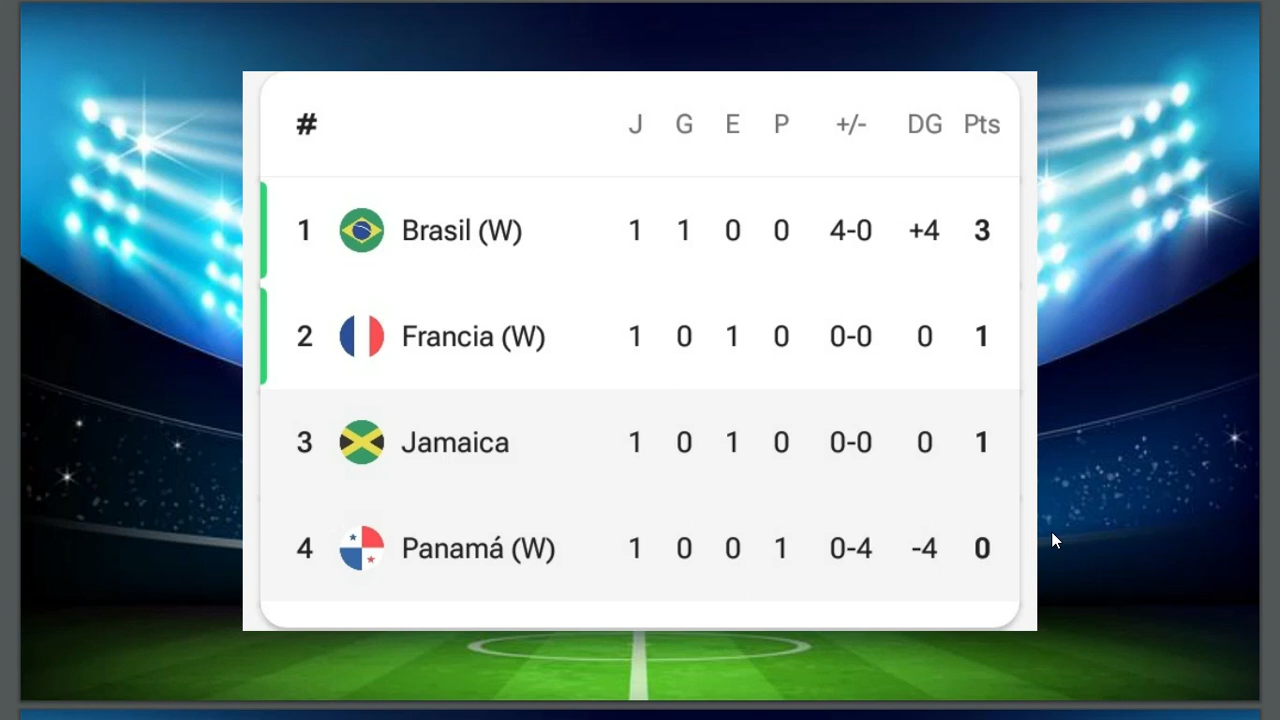 # J G E P +/- DG Pts
1 Brasil (W) 1 1 0 0 4-0 +4 3
2 Francia (W) 1 0 1 0 0-0 0 1
3 Jamaica 1 0 1 0 0-0 0 1
4 Panamá (W) 1 0 0 1 0-4 -4 0